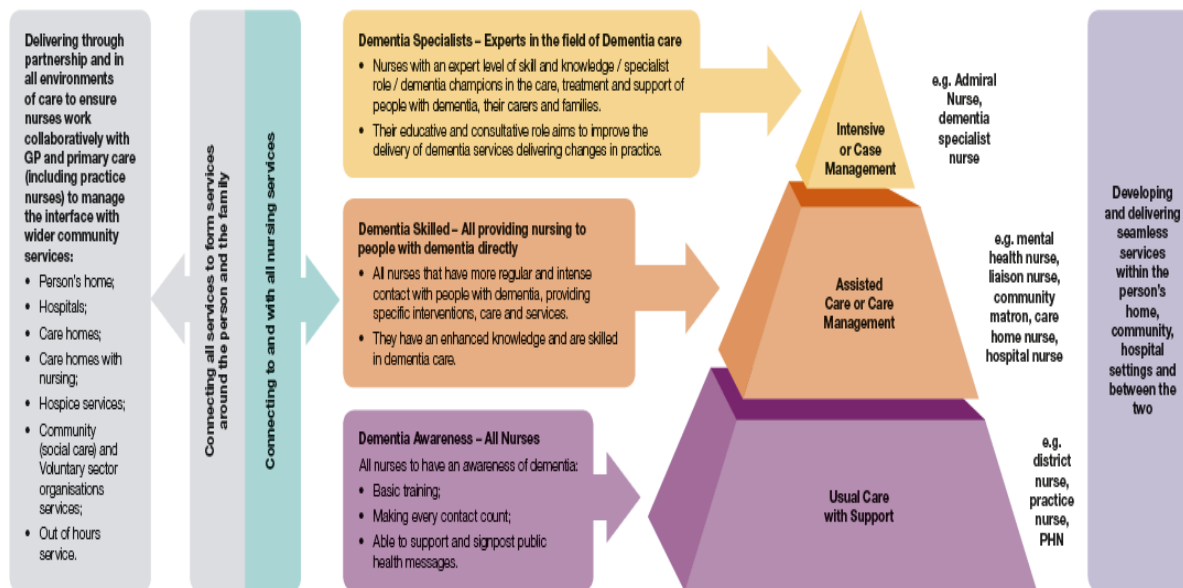 Delivering through
partnership and in
all environments
of care to ensure
nurses work
collaboratively with
GP and primary care
(including practice
nurses) to manage
the interface with
wider community
services:
• Person's home;
• Hospitals;
• Care homes;
• Care homes with
nursing;
• Hospice services;
• Community
(social care) and
Voluntary sector
organisations
services;
• Out of hours
service.
Connecting all services to form services
around the person and the family
Connecting to and with all nursing services
Dementia Specialists – Experts in the field of Dementia care
• Nurses with an expert level of skill and knowledge / specialist
role / dementia champions in the care, treatment and support of
people with dementia, their carers and families.
• Their educative and consultative role aims to improve the
delivery of dementia services delivering changes in practice.
Dementia Skilled – All providing nursing to
people with dementia directly
• All nurses that have more regular and intense
contact with people with dementia, providing
specific interventions, care and services.
• They have an enhanced knowledge and are skilled
in dementia care.
Dementia Awareness – All Nurses
All nurses to have an awareness of dementia:
• Basic training;
• Making every contact count;
• Able to support and signpost public
health messages.
Intensive
or Case
Management
Assisted
Care or Care
Management
Usual Care
with Support
e.g. Admiral
Nurse,
dementia
specialist
nurse
e.g. mental
health nurse,
liaison nurse,
community
matron, care
home nurse,
hospital nurse
e.g.
district
nurse,
practice
nurse,
PHN
Developing
and delivering
seamless
services
within the
person's
home,
community,
hospital
settings and
between the
two